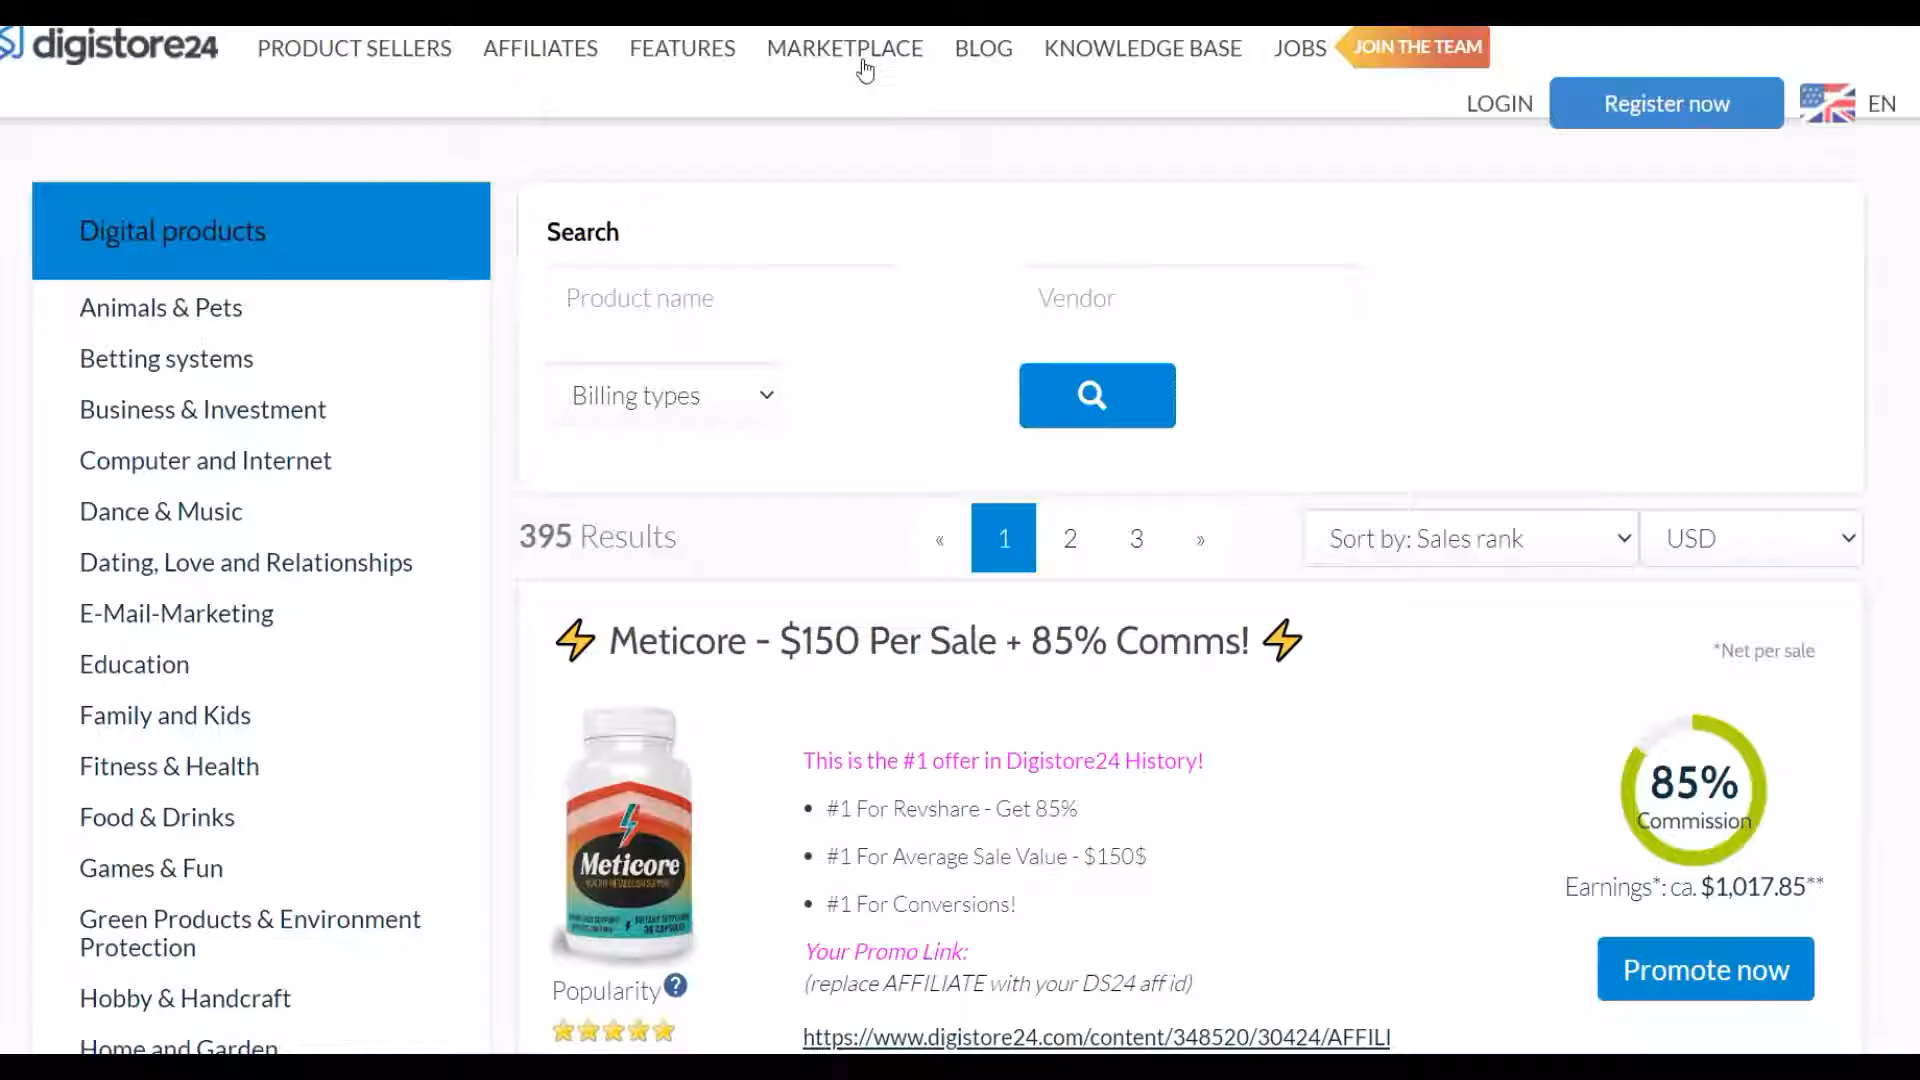 digistore24
PRODUCT SELLERS
AFFILIATES
FEATURES
MARKETPLACE
BLOG
KNOWLEDGE BASE
JOBS
JOIN THE TEAM
LOGIN
Register now
EN
Digital products
Animals & Pets
Betting systems
Business & Investment
Computer and Internet
Dance & Music
Dating, Love and Relationships
E-Mail-Marketing
Education
Family and Kids
Fitness & Health
Food & Drinks
Games & Fun
Green Products & Environment
Protection
Hobby & Handcraft
Home and Garden
Search
Product name
Vendor
Billing types
395 Results
« 1 2 3 »
Sort by: Sales rank
USD
⚡ Meticore - $150 Per Sale + 85% Comms! ⚡
*Net per sale
Meticore
This is the #1 offer in Digistore24 History!
• #1 For Revshare - Get 85%
• #1 For Average Sale Value - $150$
• #1 For Conversions!
Your Promo Link:
(replace AFFILIATE with your DS24 aff id)
https://www.digistore24.com/content/348520/30424/AFFILI
Popularity ?
85%
Commission
Earnings*: ca. $1,017.85**
Promote now